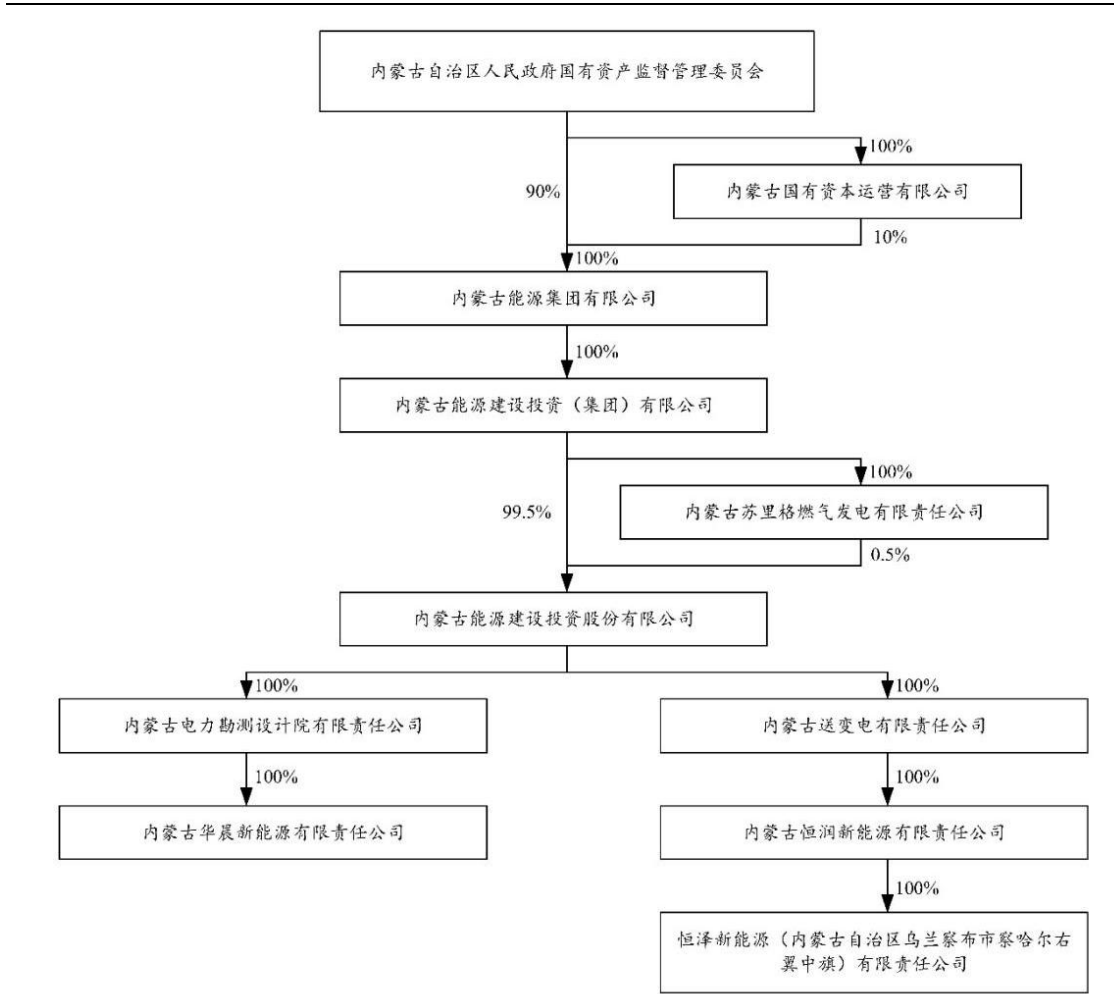 内蒙古自治区人民政府国有资产监督管理委员会
100%
90%
内蒙古国有资本运营有限公司
10%
100%
内蒙古能源集团有限公司
100%
内蒙古能源建设投资（集团）有限公司
100%
99.5%
内蒙古苏里格燃气发电有限责任公司
0.5%
内蒙古能源建设投资股份有限公司
100%
100%
内蒙古电力勘测设计院有限责任公司
内蒙古送变电有限责任公司
100%
100%
内蒙古华晨新能源有限责任公司
内蒙古恒润新能源有限责任公司
100%
恒泽新能源（内蒙古自治区乌兰察布市察哈尔右
翼中旗）有限责任公司